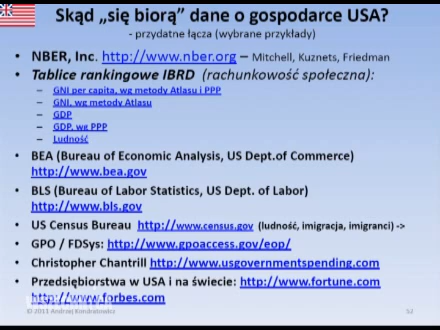 Skąd „się biorą” dane o gospodarce USA?
- przydatne łącza (wybrane przykłady)
• NBER, Inc. http://www.nber.org – Mitchell, Kuznets, Friedman
• Tablice rankingowe IBRD (rachunkowość społeczna):
– GNI per capita, wg metody Atlasu i PPP
– GNI, wg metody Atlasu
– GDP
– GDP, wg PPP
– Ludność
• BEA (Bureau of Economic Analysis, US Dept.of Commerce)
http://www.bea.gov
• BLS (Bureau of Labor Statistics, US Dept. of Labor)
http://www.bls.gov
• US Census Bureau http://www.census.gov (ludność, imigracja, imigranci) ->
• GPO / FDSys: http://www.gpoaccess.gov/eop/
• Christopher Chantrill http://www.usgovernmentspending.com
• Przedsiębiorstwa w USA i na świecie: http://www.fortune.com
http://www.forbes.com
© 2011 Andrzej Kondratowicz
52